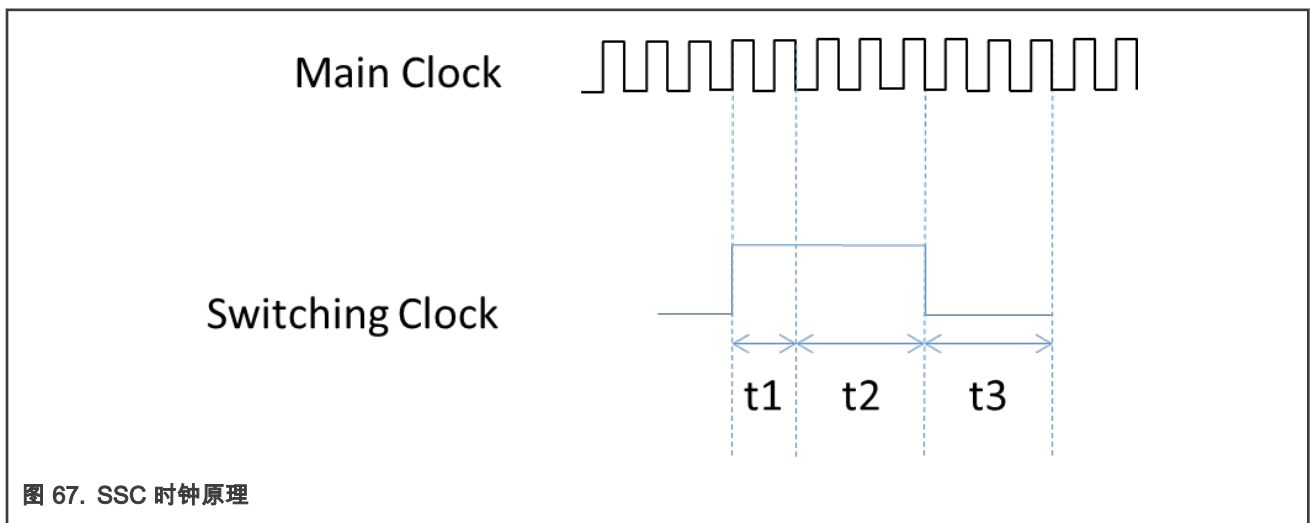 Main Clock
Switching Clock
t1 t2 t3
图 67. SSC 时钟原理